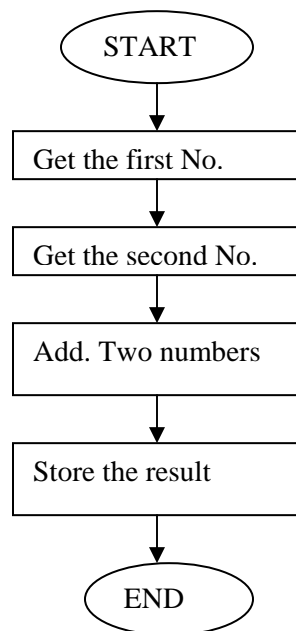 START
Get the first No.
Get the second No.
Add. Two numbers
Store the result
END